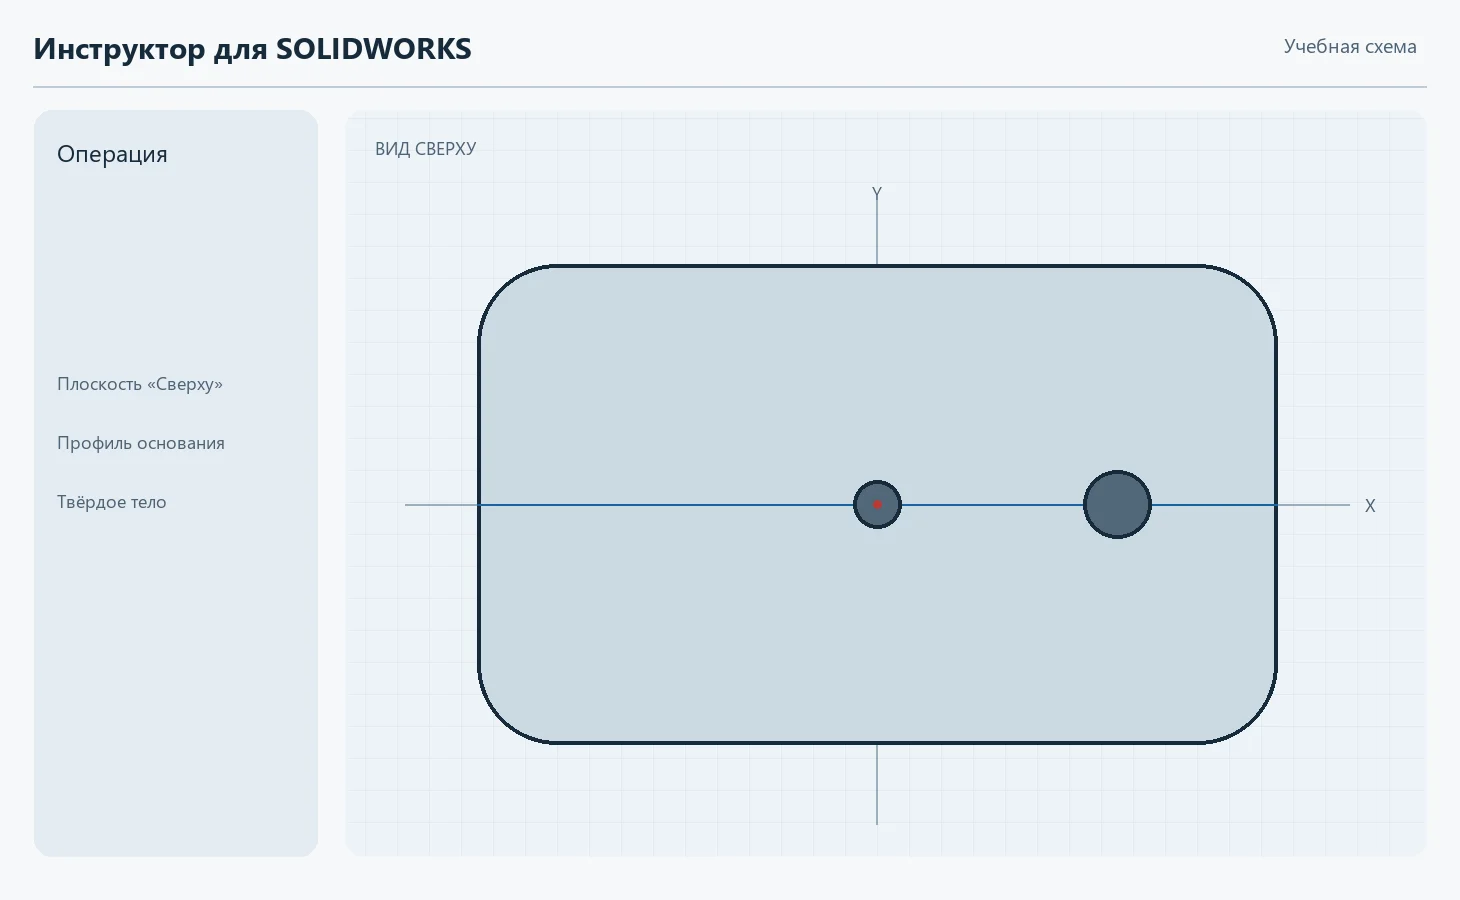 Инструктор для SOLIDWORKS
Учебная схема
Операция
Плоскость «Сверху»
Профиль основания
Твёрдое тело
ВИД СВЕРХУ
Y
X